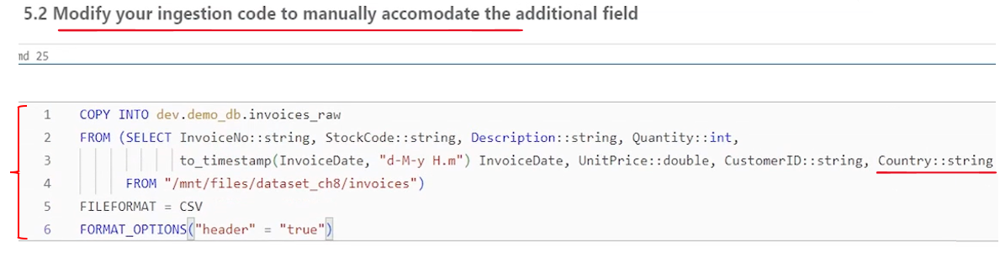 5.2 Modify your ingestion code to manually accomodate the additional field
md 25
1 COPY INTO dev.demo_db.invoices_raw
2 FROM (SELECT InvoiceNo::string, StockCode::string, Description::string, Quantity::int,
3 to_timestamp(InvoiceDate, "d-M-y H.m") InvoiceDate, UnitPrice::double, CustomerID::string, Country::string
4 FROM "/mnt/files/dataset_ch8/invoices")
5 FILEFORMAT = CSV
6 FORMAT_OPTIONS("header" = "true")